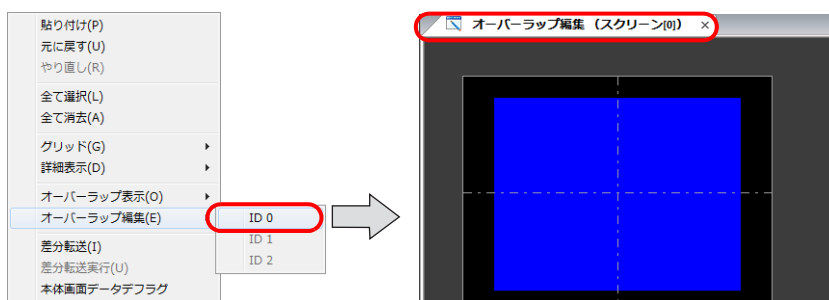 貼り付け(P)
元に戻す(U)
やり直し(R)
全て選択(L)
全て消去(A)
グリッド(G)
詳細表示(D)
オーバーラップ表示(O)
オーバーラップ編集(E)
差分転送(I)
差分転送実行(U)
本体画面データデフラグ
ID 0
ID 1
ID 2
オーバーラップ編集 (スクリーン[0]) ×